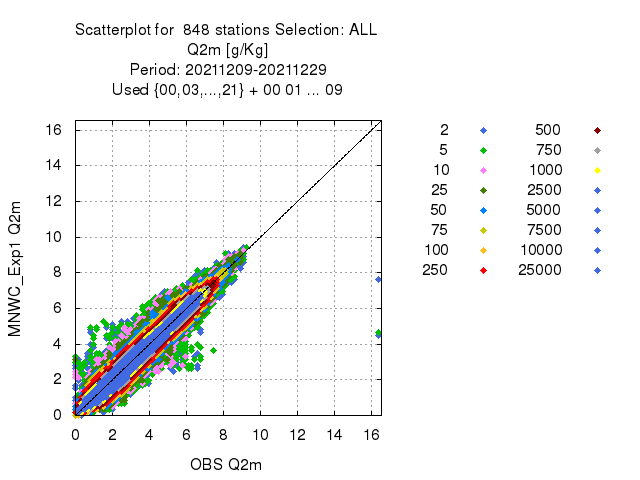 Scatterplot for 848 stations Selection: ALL
Q2m [g/Kg]
Period: 20211209-20211229
Used {00,03,...,21} + 00 01 ... 09
MNWC_Exp1 Q2m
16
14
12
10
8
6
4
2
0
0 2 4 6 8 10 12 14 16
OBS Q2m
2 500
5 750
10 1000
25 2500
50 5000
75 7500
100 10000
250 25000